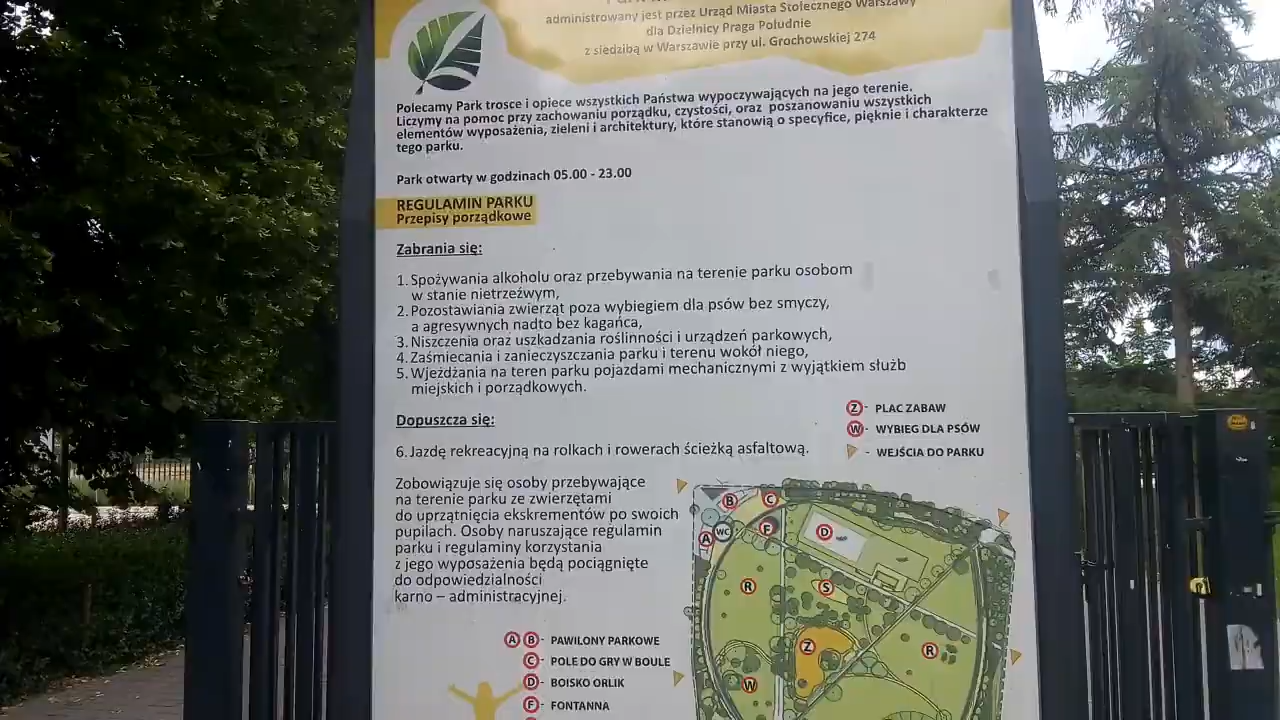 administrowany jest przez Urząd Miasta Stołecznego Warszawy
dla Dzielnicy Praga Południe
z siedzibą w Warszawie przy ul. Grochowskiej 274
Polecamy Park trosce i opiece wszystkich Państwa wypoczywających na jego terenie.
Liczymy na pomoc przy zachowaniu porządku, czystości, oraz poszanowaniu wszystkich
elementów wyposażenia, zieleni i architektury, które stanowią o specyfice, pięknie i charakterze
tego parku.
Park otwarty w godzinach 05.00 - 23.00
REGULAMIN PARKU
Przepisy porządkowe
Zabrania się:
1. Spożywania alkoholu oraz przebywania na terenie parku osobom
w stanie nietrzeźwym,
2. Pozostawiania zwierząt poza wybiegiem dla psów bez smyczy,
a agresywnych nadto bez kagańca,
3. Niszczenia oraz uszkadzania roślinności i urządzeń parkowych,
4. Zaśmiecania i zanieczyszczania parku i terenu wokół niego,
5. Wjeżdżania na teren parku pojazdami mechanicznymi z wyjątkiem służb
miejskich i porządkowych.
Dopuszcza się:
6. Jazdę rekreacyjną na rolkach i rowerach ścieżką asfaltową.
Z - PLAC ZABAW
W - WYBIEG DLA PSÓW
- WEJŚCIA DO PARKU
Zobowiązuje się osoby przebywające
na terenie parku ze zwierzętami
do uprzątnięcia ekskrementów po swoich
pupilach. Osoby naruszające regulamin
parku i regulaminy korzystania
z jego wyposażenia będą pociągnięte
do odpowiedzialności
karno – administracyjnej.
A B - PAWILONY PARKOWE
C - POLE DO GRY W BOULE
D - BOISKO ORLIK
F - FONTANNA
B C
A WC F D
R S
Z R
W